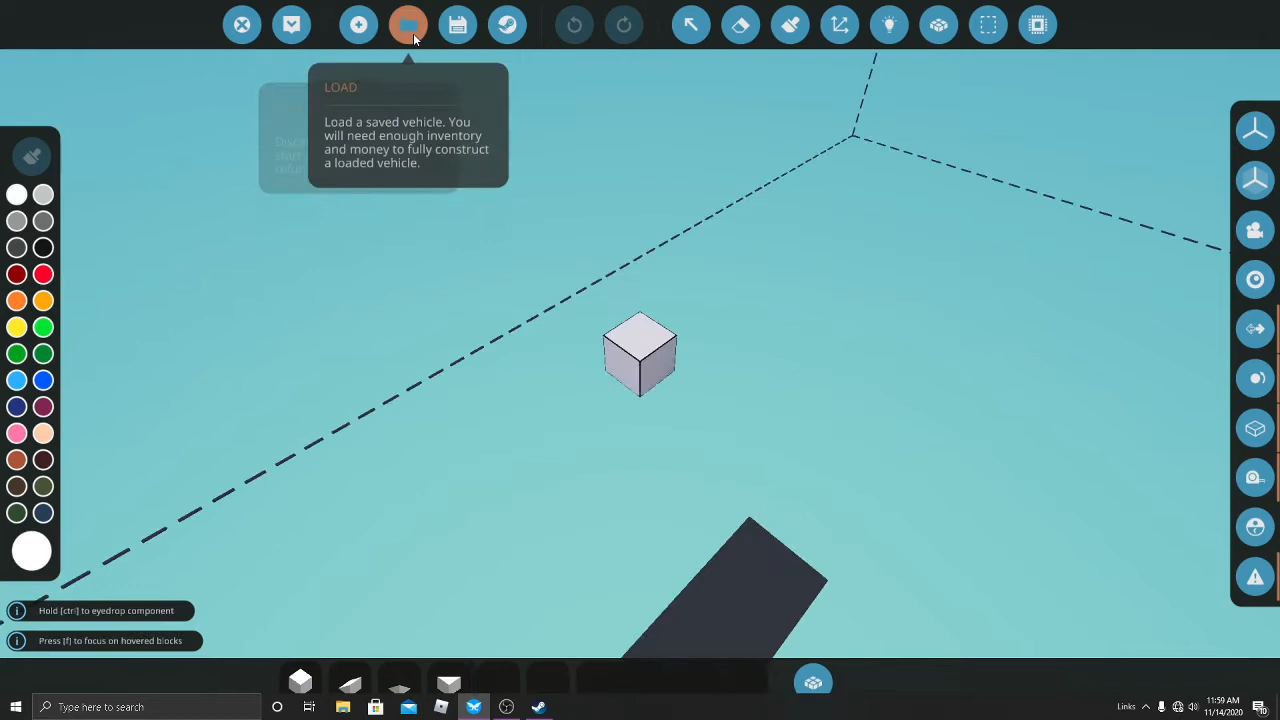 LOAD
Load a saved vehicle. You
will need enough inventory
and money to fully construct
a loaded vehicle.
Hold [ctrl] to eyedrop component
Press [f] to focus on hovered blocks
Type here to search
Links
11:59 AM
11/14/2020
10